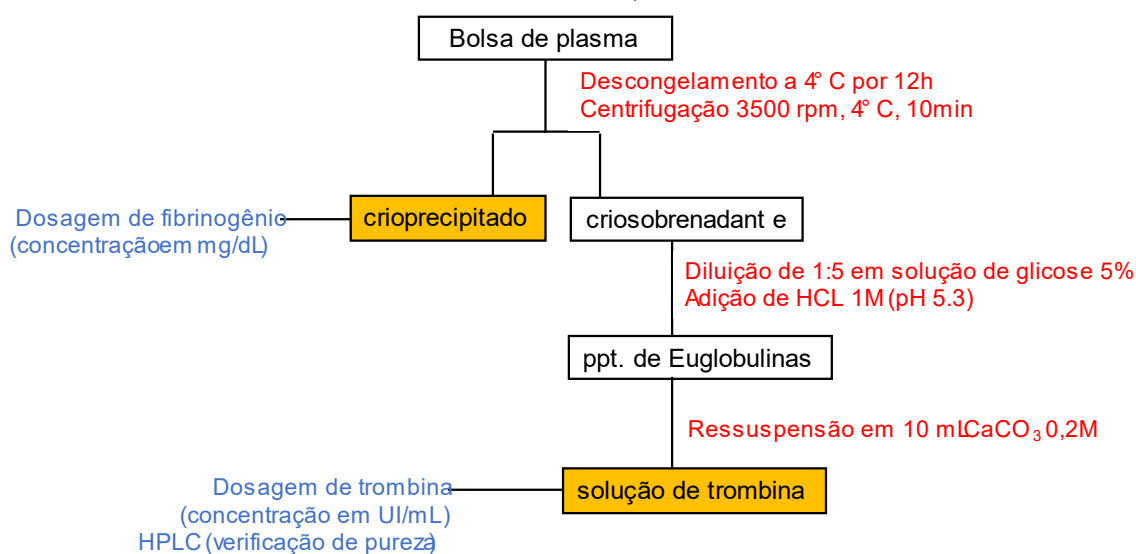 Bolsa de plasma
Descongelamento a 4° C por 12h
Centrifugação 3500 rpm, 4° C, 10min
Dosagem de fibrinogênio
(concentraçãoem mg/dL)
crioprecipitado
criosobrenadant e
Diluição de 1:5 em solução de glicose 5%
Adição de HCL 1M (pH 5.3)
ppt. de Euglobulinas
Ressuspensão em 10 mLCaCO₃ 0,2M
Dosagem de trombina
(concentração em UI/mL)
HPLC (verificação de pureza)
solução de trombina